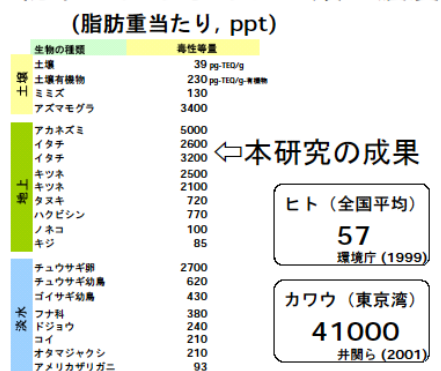 (脂肪重当たり, ppt)
生物の種類 毒性等量
土壌
土壌 39 pg-TEQ/g
土壌有機物 230 pg-TEQ/g-有機物
ミミズ 130
アズマモグラ 3400
地上
アカネズミ 5000
イタチ 2600
イタチ 3200
⇦本研究の成果
キツネ 2500
キツネ 2100
タヌキ 720
ハクビシン 770
ノネコ 100
キジ 85
ヒト(全国平均)
57
環境庁 (1999)
淡水
チュウサギ卵 2700
チュウサギ幼鳥 620
ゴイサギ幼鳥 430
フナ科 380
ドジョウ 240
コイ 210
オタマジャクシ 210
アメリカザリガニ 93
カワウ(東京湾)
41000
井関ら (2001)